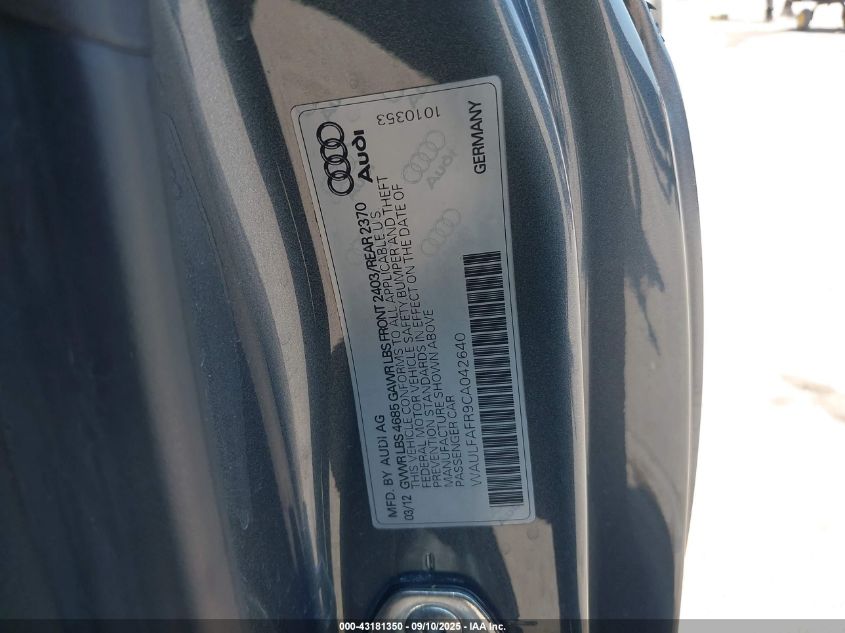 Audi
1010353
MFD. BY AUDI AG
03/12 GVWR LBS 4685 GAWR LBS FRONT 2403/REAR 2370
THIS VEHICLE CONFORMS TO ALL APPLICABLE U S
FEDERAL MOTOR VEHICLE SAFETY BUMPER AND THEFT
PREVENTION STANDARDS IN EFFECT ON THE DATE OF
MANUFACTURE SHOWN ABOVE
PASSENGER CAR
WAULFAFR9CA042640
GERMANY
Audi
000-43181350 - 09/10/2025 - IAA Inc.